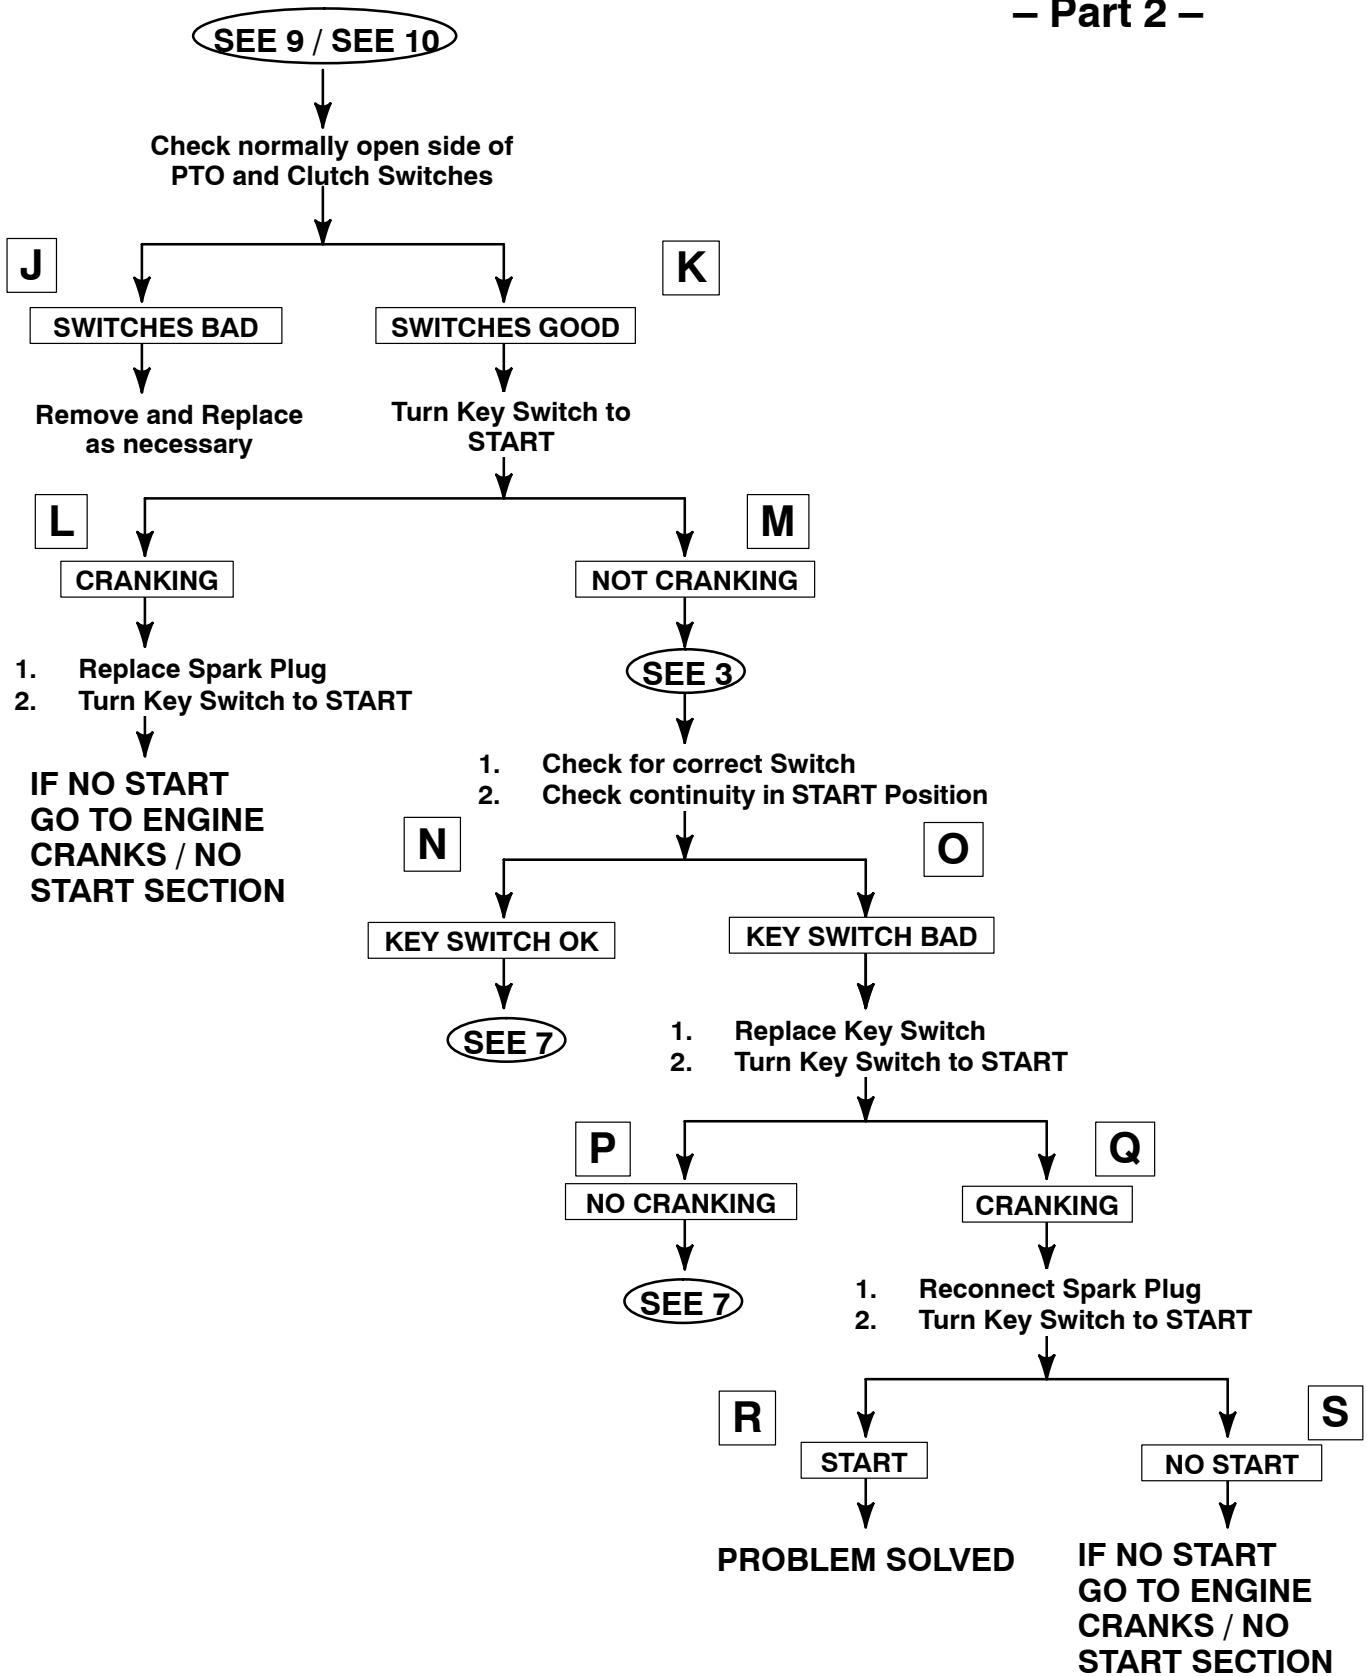 – Part 2 –
SEE 9 / SEE 10
Check normally open side of
PTO and Clutch Switches
J
K
SWITCHES BAD
SWITCHES GOOD
Remove and Replace
as necessary
Turn Key Switch to
START
L
M
CRANKING
NOT CRANKING
1. Replace Spark Plug
2. Turn Key Switch to START
SEE 3
IF NO START
GO TO ENGINE
CRANKS / NO
START SECTION
1. Check for correct Switch
2. Check continuity in START Position
N
O
KEY SWITCH OK
KEY SWITCH BAD
SEE 7
1. Replace Key Switch
2. Turn Key Switch to START
P
Q
NO CRANKING
CRANKING
SEE 7
1. Reconnect Spark Plug
2. Turn Key Switch to START
R
S
START
NO START
PROBLEM SOLVED
IF NO START
GO TO ENGINE
CRANKS / NO
START SECTION